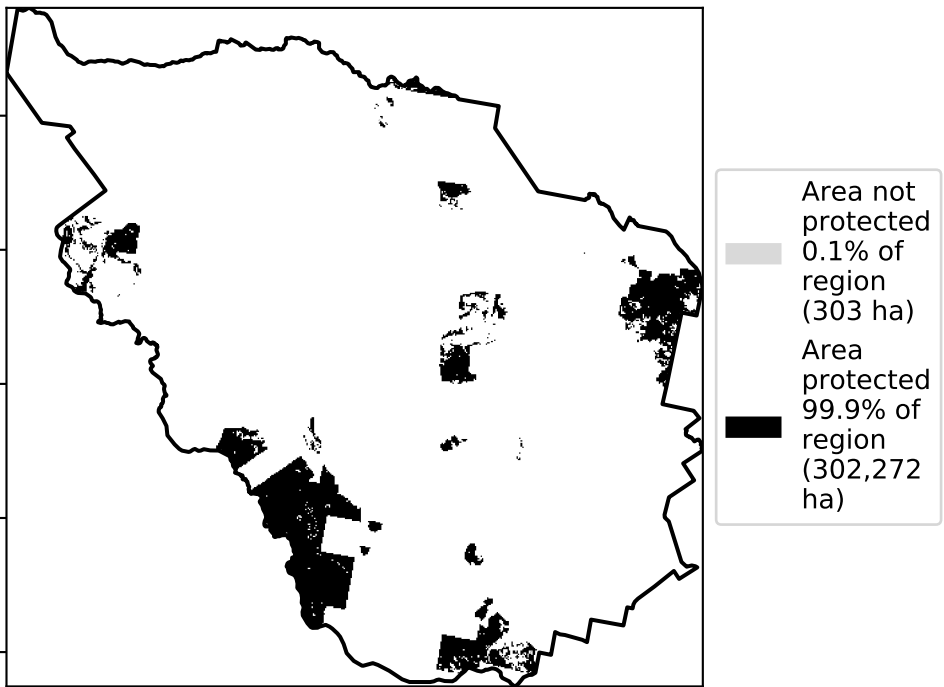 Area not
protected
0.1% of
region
(303 ha)
Area
protected
99.9% of
region
(302,272
ha)